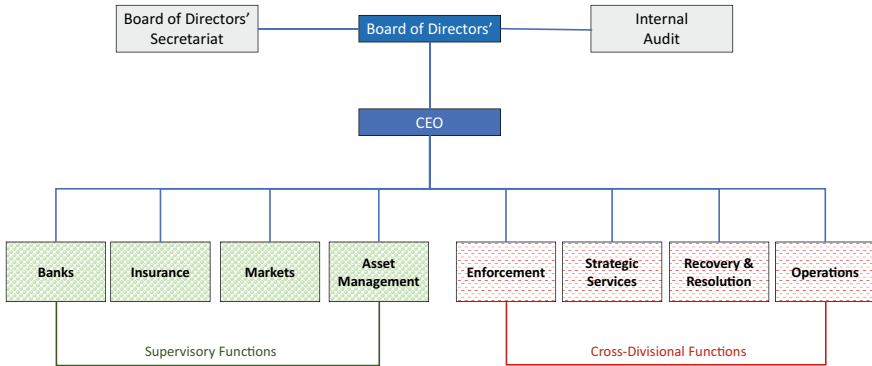 Board of Directors’
Secretariat
Board of Directors’
Internal
Audit
CEO
Banks
Insurance
Markets
Asset
Management
Enforcement
Strategic
Services
Recovery &
Resolution
Operations
Supervisory Functions
Cross-Divisional Functions